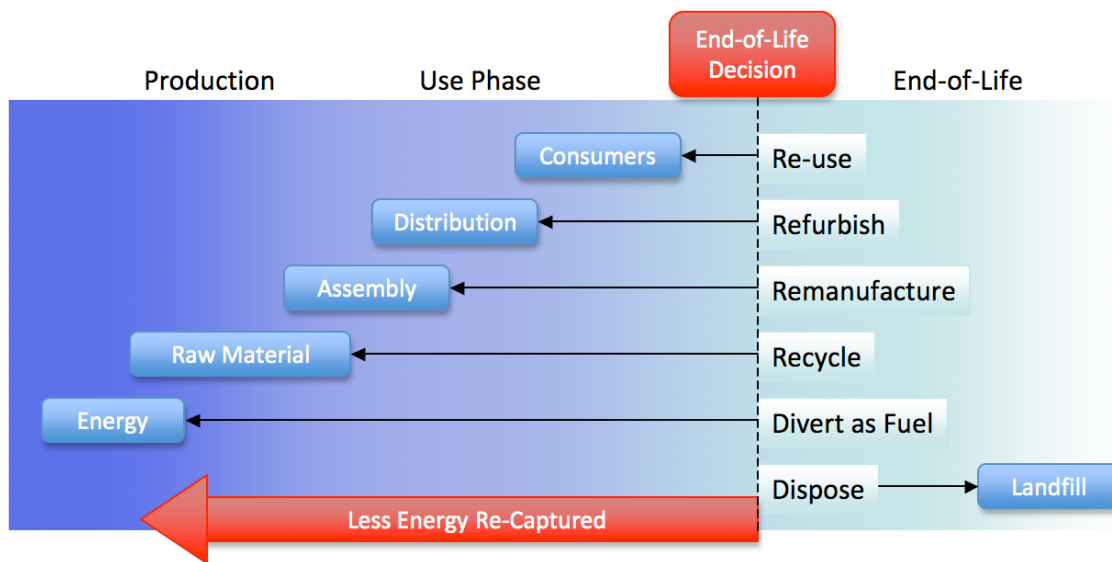 End-of-Life
Decision
Production
Use Phase
End-of-Life
Consumers
Re-use
Distribution
Refurbish
Assembly
Remanufacture
Raw Material
Recycle
Energy
Divert as Fuel
Dispose
Landfill
Less Energy Re-Captured